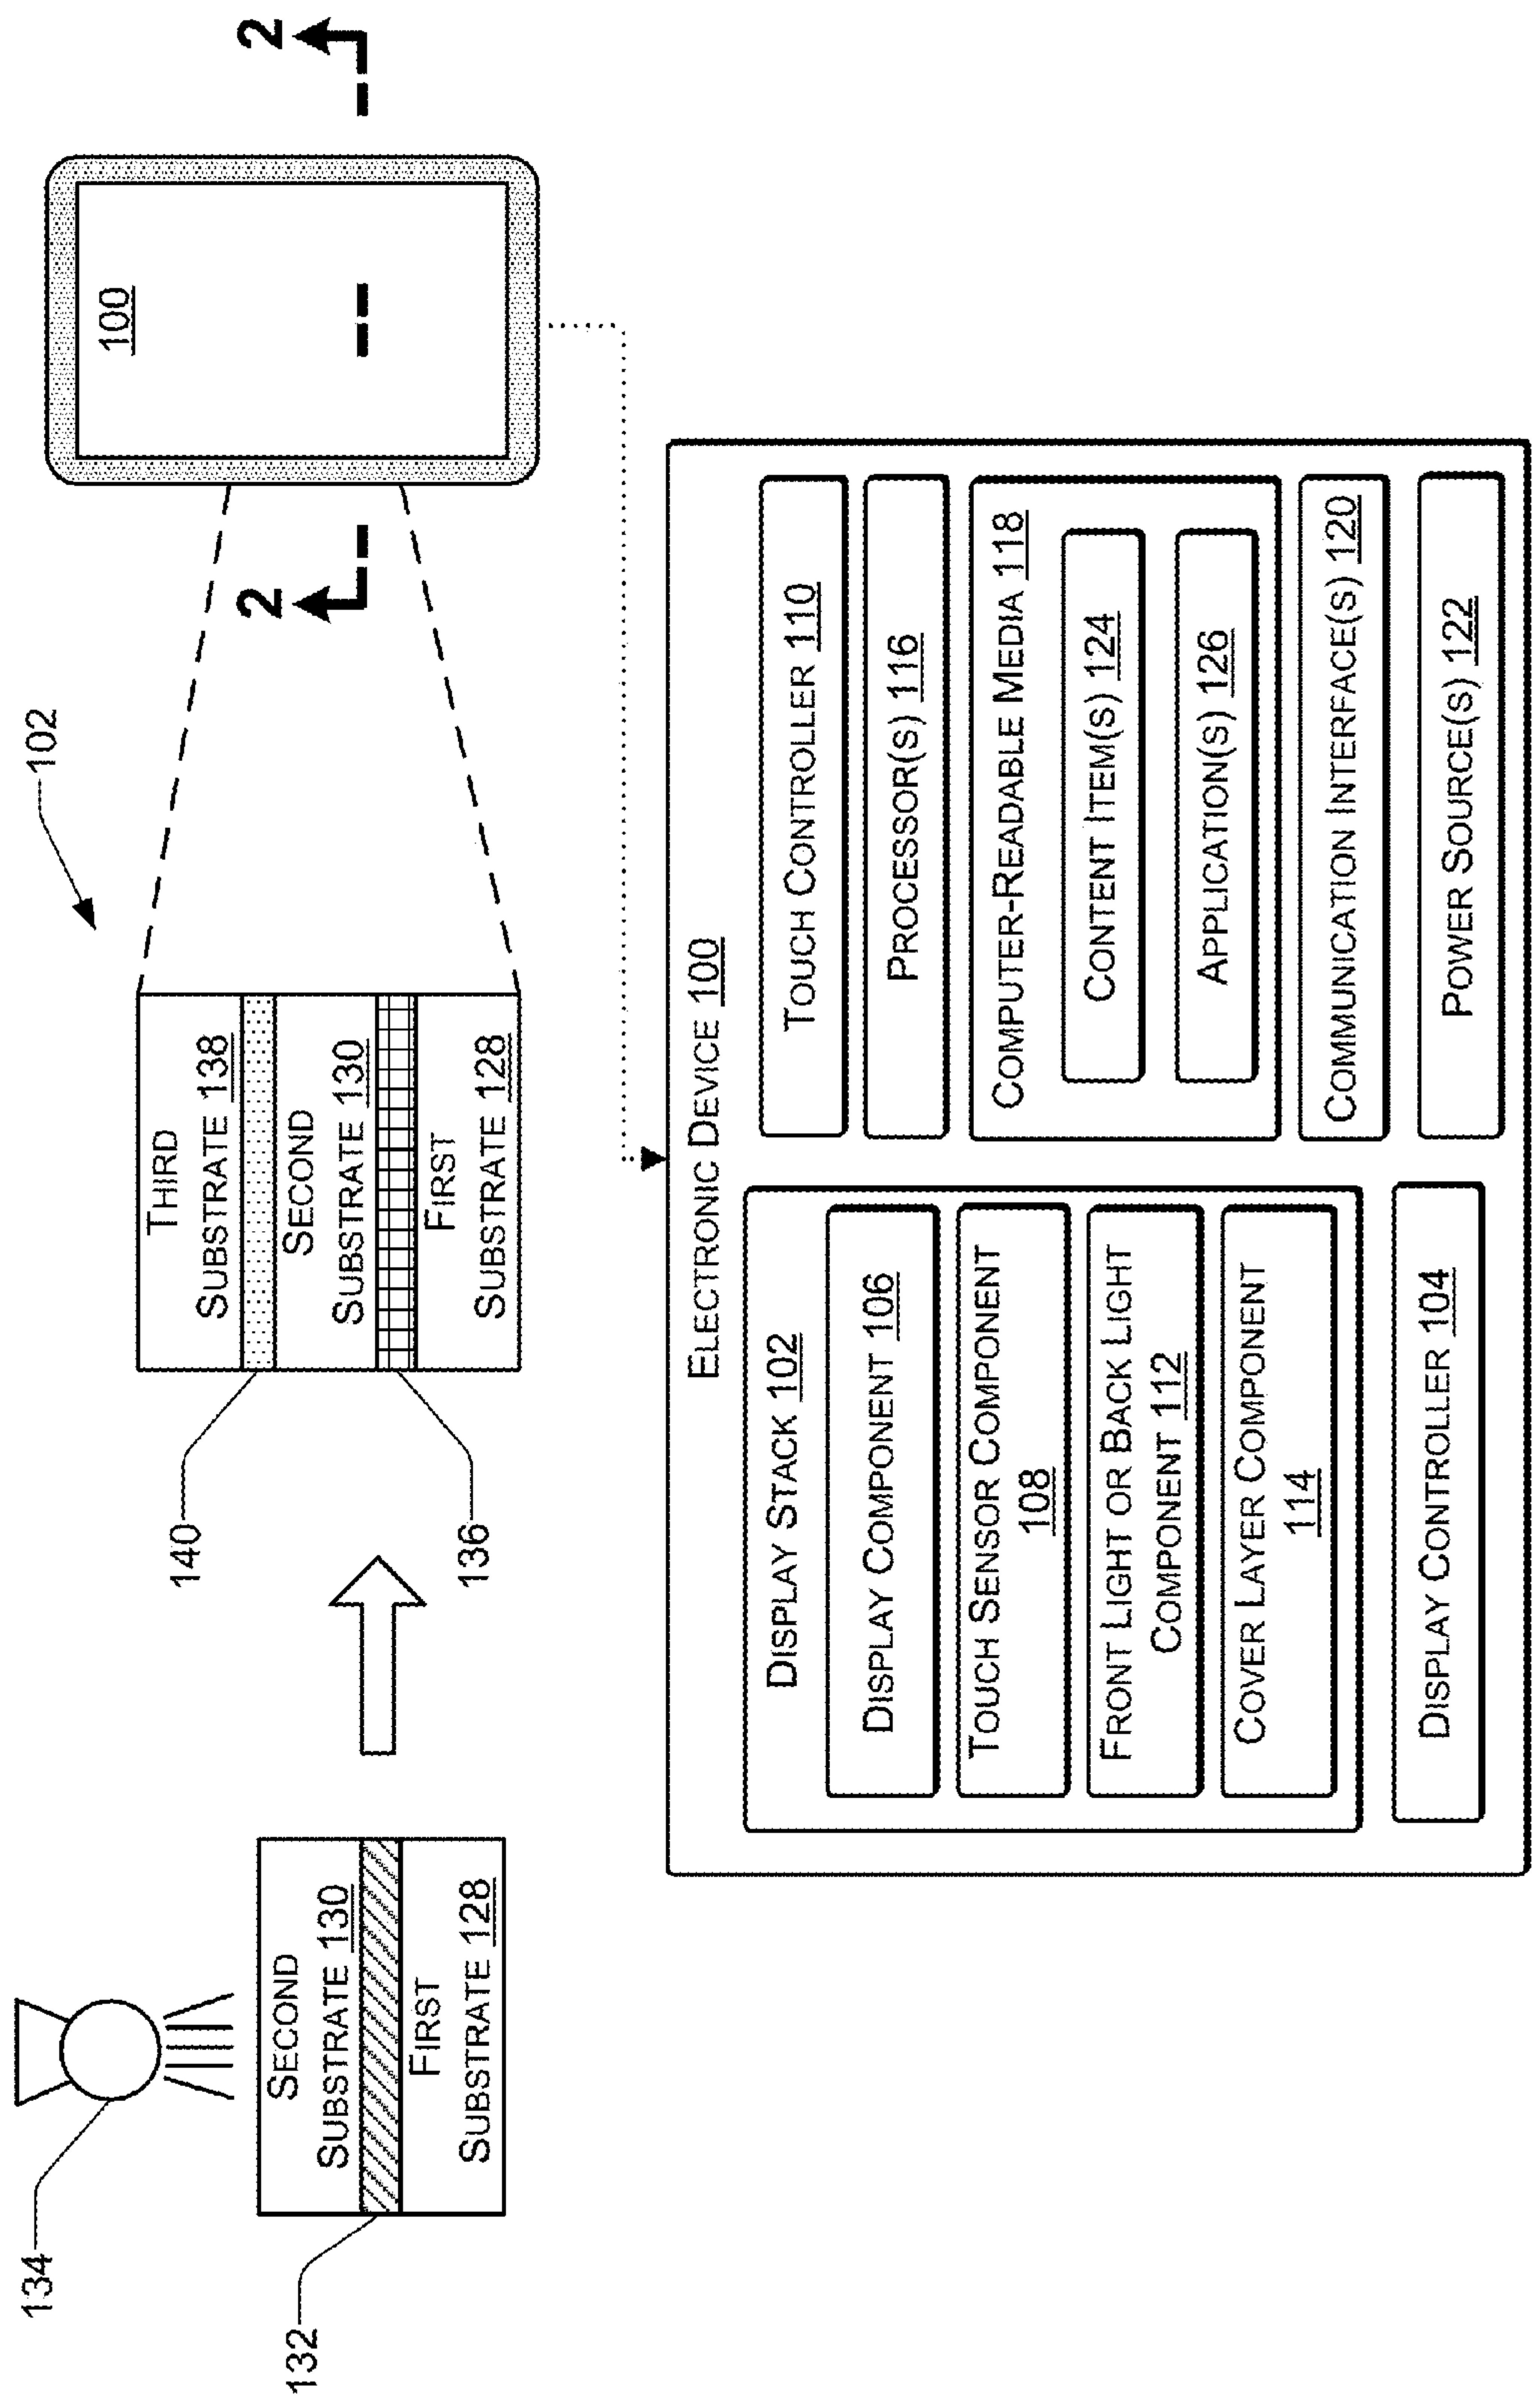 134
132
SECOND
SUBSTRATE 130
FIRST
SUBSTRATE 128
102
140
136
THIRD
SUBSTRATE 138
SECOND
SUBSTRATE 130
FIRST
SUBSTRATE 128
2
2
100
ELECTRONIC DEVICE 100
DISPLAY STACK 102
DISPLAY COMPONENT 106
TOUCH SENSOR COMPONENT
108
FRONT LIGHT OR BACK LIGHT
COMPONENT 112
COVER LAYER COMPONENT
114
DISPLAY CONTROLLER 104
TOUCH CONTROLLER 110
PROCESSOR(S) 116
COMPUTER-READABLE MEDIA 118
CONTENT ITEM(S) 124
APPLICATION(S) 126
COMMUNICATION INTERFACE(S) 120
POWER SOURCE(S) 122